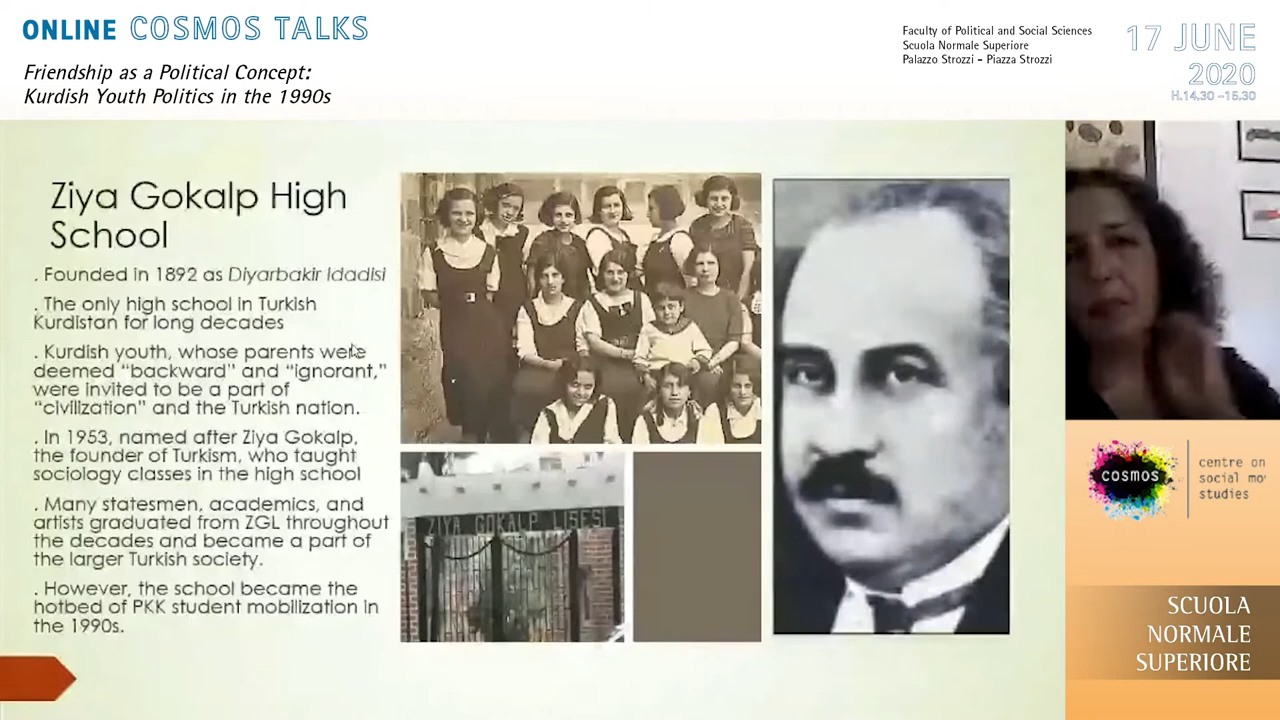 ONLINE COSMOS TALKS
Friendship as a Political Concept:
Kurdish Youth Politics in the 1990s
Faculty of Political and Social Sciences
Scuola Normale Superiore
Palazzo Strozzi - Piazza Strozzi
17 JUNE
2020
H.14.30 -15.30
Ziya Gokalp High
School
. Founded in 1892 as Diyarbakir Idadisi
. The only high school in Turkish
Kurdistan for long decades
. Kurdish youth, whose parents were
deemed “backward” and “ignorant,”
were invited to be a part of
“civilization” and the Turkish nation.
. In 1953, named after Ziya Gokalp,
the founder of Turkism, who taught
sociology classes in the high school
. Many statesmen, academics, and
artists graduated from ZGL throughout
the decades and became a part of
the larger Turkish society.
. However, the school became the
hotbed of PKK student mobilization in
the 1990s.
ZIYA GOKALP LISESI
cosmos
centre on
social mo
studies
SCUOLA
NORMALE
SUPERIORE